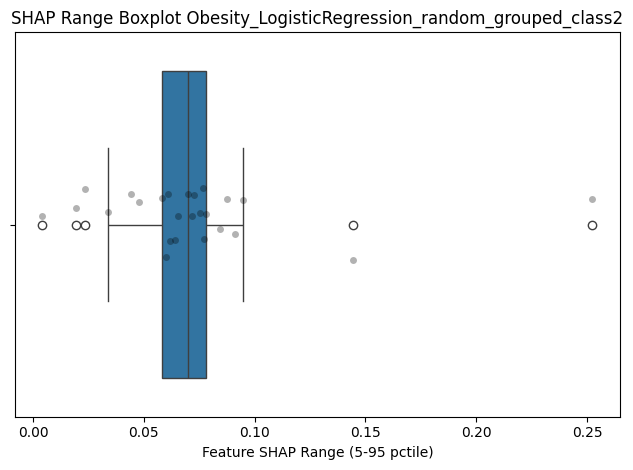 SHAP Range Boxplot Obesity_LogisticRegression_random_grouped_class2
0.00 0.05 0.10 0.15 0.20 0.25
Feature SHAP Range (5-95 pctile)